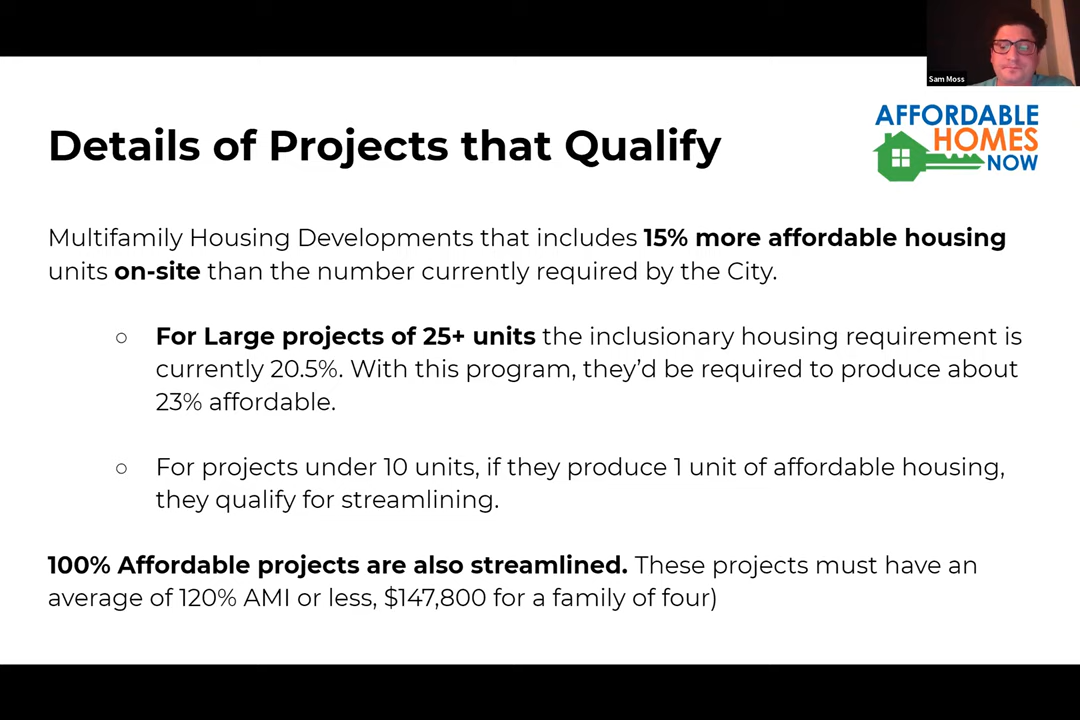 Sam Moss
AFFORDABLE
HOMES
NOW
Details of Projects that Qualify
Multifamily Housing Developments that includes 15% more affordable housing
units on-site than the number currently required by the City.
○ For Large projects of 25+ units the inclusionary housing requirement is
currently 20.5%. With this program, they’d be required to produce about
23% affordable.
○ For projects under 10 units, if they produce 1 unit of affordable housing,
they qualify for streamlining.
100% Affordable projects are also streamlined. These projects must have an
average of 120% AMI or less, $147,800 for a family of four)